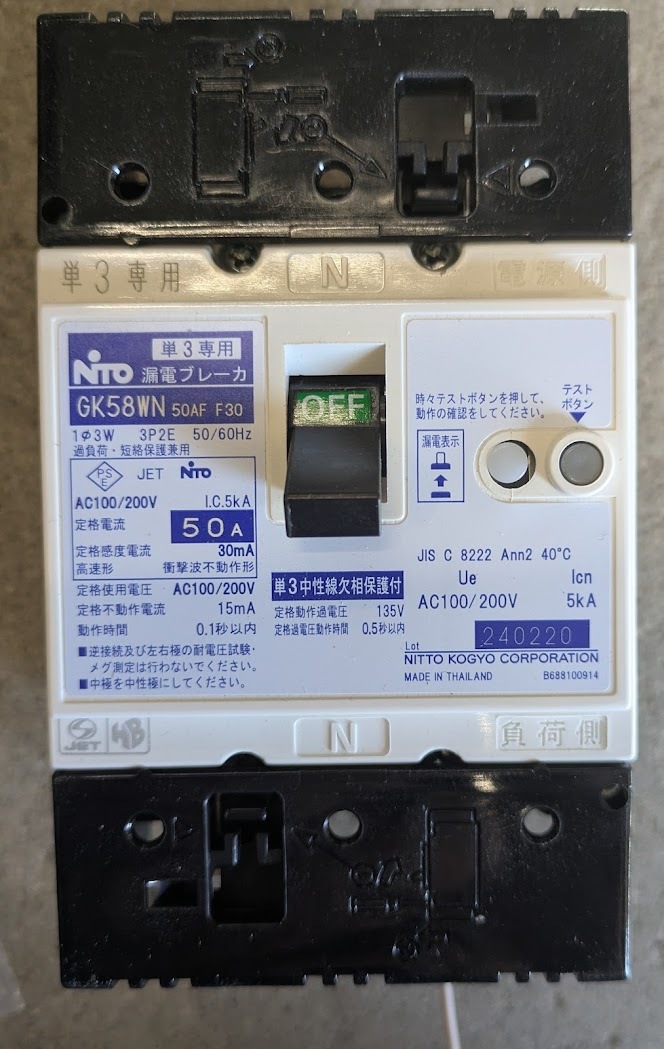 単3専用
N
電源側
単3専用
NITO 漏電ブレーカ
GK58WN 50AF F30
1φ3W 3P2E 50/60Hz
過負荷・短絡保護兼用
PSE JET NITO
AC100/200V I.C.5kA
定格電流 50A
定格感度電流 30mA
高速形 衝撃波不動作形
定格使用電圧 AC100/200V
定格不動作電流 15mA
動作時間 0.1秒以内
■逆接続及び左右極の耐電圧試験・
メグ測定は行わないでください。
■中極を中性極にしてください。
OFF
単3中性線欠相保護付
定格動作過電圧 135V
定格過電圧動作時間 0.5秒以内
時々テストボタンを押して、
動作の確認をしてください。
テスト
ボタン
漏電表示
JIS C 8222 Ann2 40°C
Ue Icn
AC100/200V 5kA
Lot 240220
NITTO KOGYO CORPORATION
MADE IN THAILAND B688100914
JET
N
負荷側